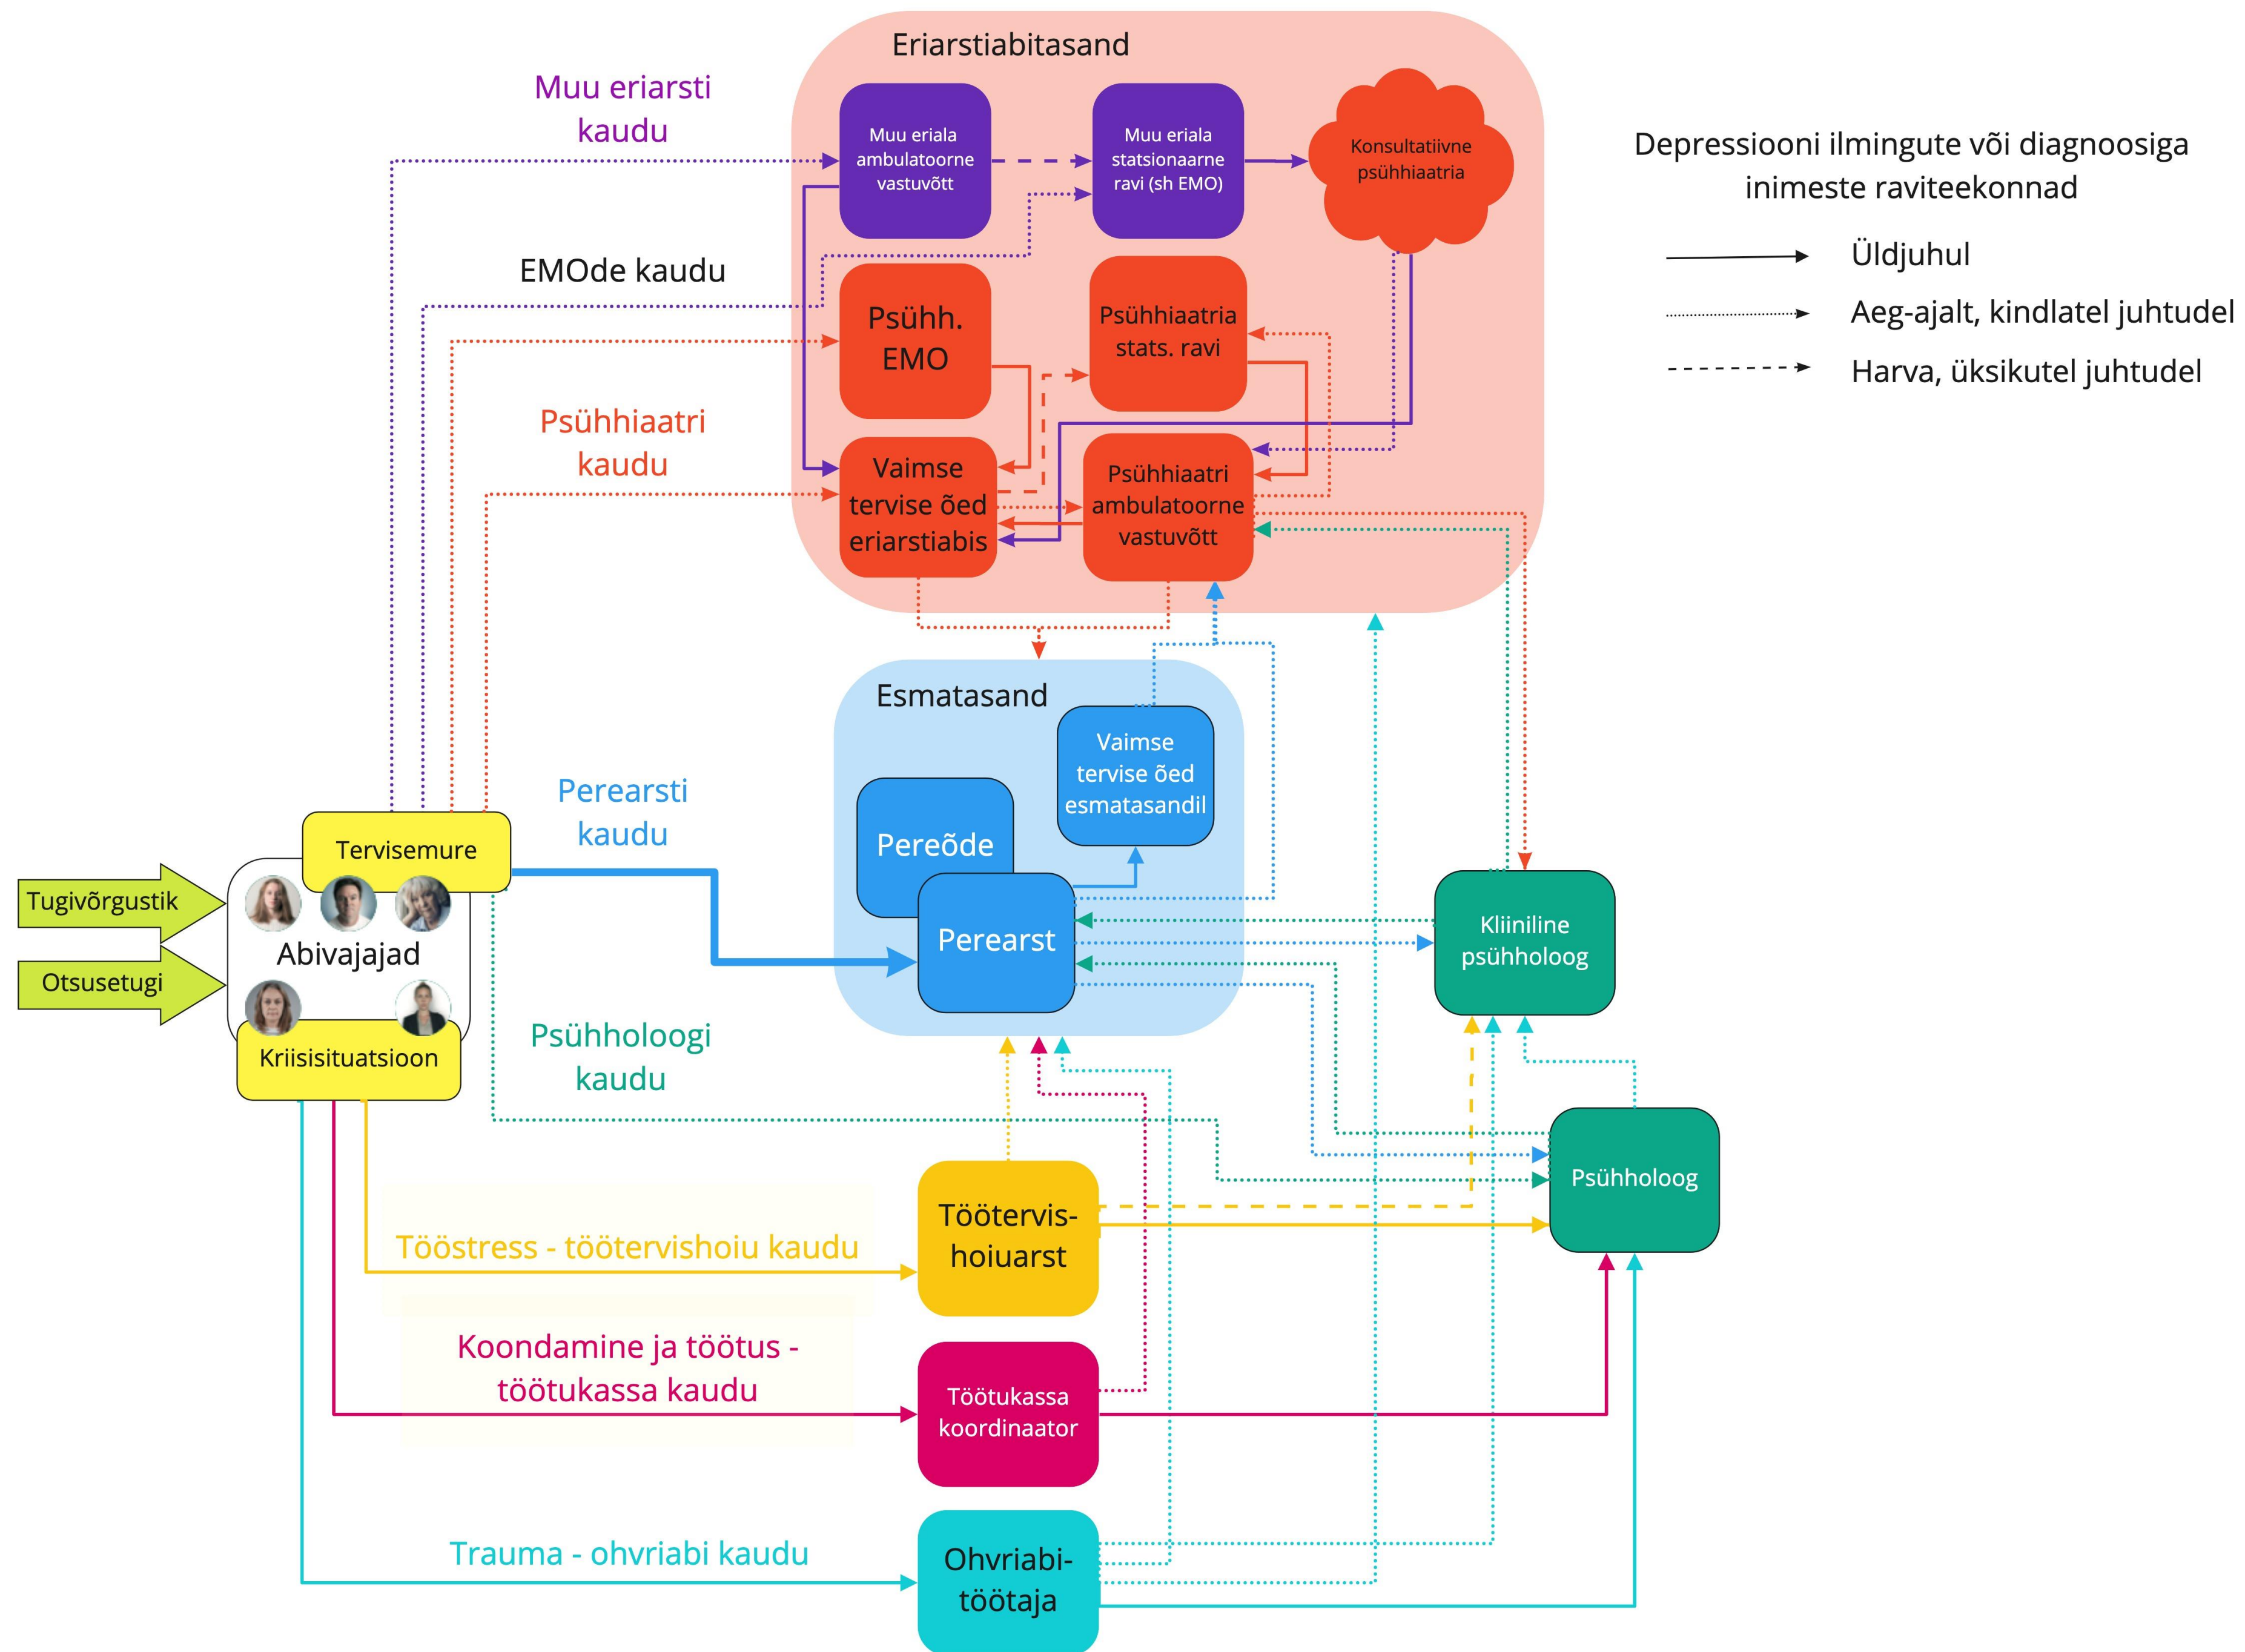 Eriarstiabitasand
Muu eriarsti
kaudu
Muu eriala
ambulatoorne
vastuvõtt
Muu eriala
statsionaarne
ravi (sh EMO)
Konsultatiivne
psühhiaatria
Depressiooni ilmingute või diagnoosiga
inimeste raviteekonnad
Üldjuhul
Aeg-ajalt, kindlatel juhtudel
Harva, üksikutel juhtudel
EMOde kaudu
Psühh.
EMO
Psühhiaatria
stats. ravi
Psühhiaatri
kaudu
Vaimse
tervise õed
eriarstiabis
Psühhiaatri
ambulatoorne
vastuvõtt
Esmatasand
Vaimse
tervise õed
esmatasandil
Perearsti
kaudu
Pereõde
Perearst
Tervisemure
Tugivõrgustik
Abivajajad
Otsusetugi
Kriisisituatsioon
Kliiniline
psühholoog
Psühholoogi
kaudu
Psühholoog
Tööstress - töötervishoiu kaudu
Töötervis-
hoiuarst
Koondamine ja töötus -
töötukassa kaudu
Töötukassa
koordinaator
Trauma - ohvriabi kaudu
Ohvriabi-
töötaja